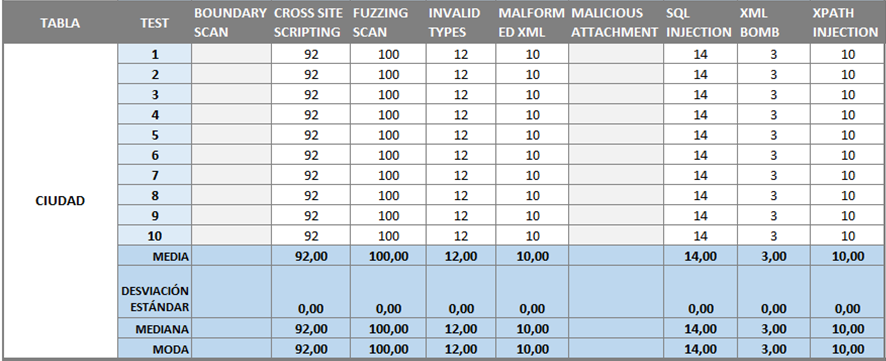 TABLA TEST BOUNDARY SCAN CROSS SITE SCRIPTING FUZZING SCAN INVALID TYPES MALFORMED XML MALICIOUS ATTACHMENT SQL INJECTION XML BOMB XPATH INJECTION
1 92 100 12 10 14 3 10
2 92 100 12 10 14 3 10
3 92 100 12 10 14 3 10
4 92 100 12 10 14 3 10
5 92 100 12 10 14 3 10
6 92 100 12 10 14 3 10
7 92 100 12 10 14 3 10
CIUDAD
8 92 100 12 10 14 3 10
9 92 100 12 10 14 3 10
10 92 100 12 10 14 3 10
MEDIA 92,00 100,00 12,00 10,00 14,00 3,00 10,00
DESVIACIÓN
ESTÁNDAR 0,00 0,00 0,00 0,00 0,00 0,00 0,00
MEDIANA 92,00 100,00 12,00 10,00 14,00 3,00 10,00
MODA 92,00 100,00 12,00 10,00 14,00 3,00 10,00